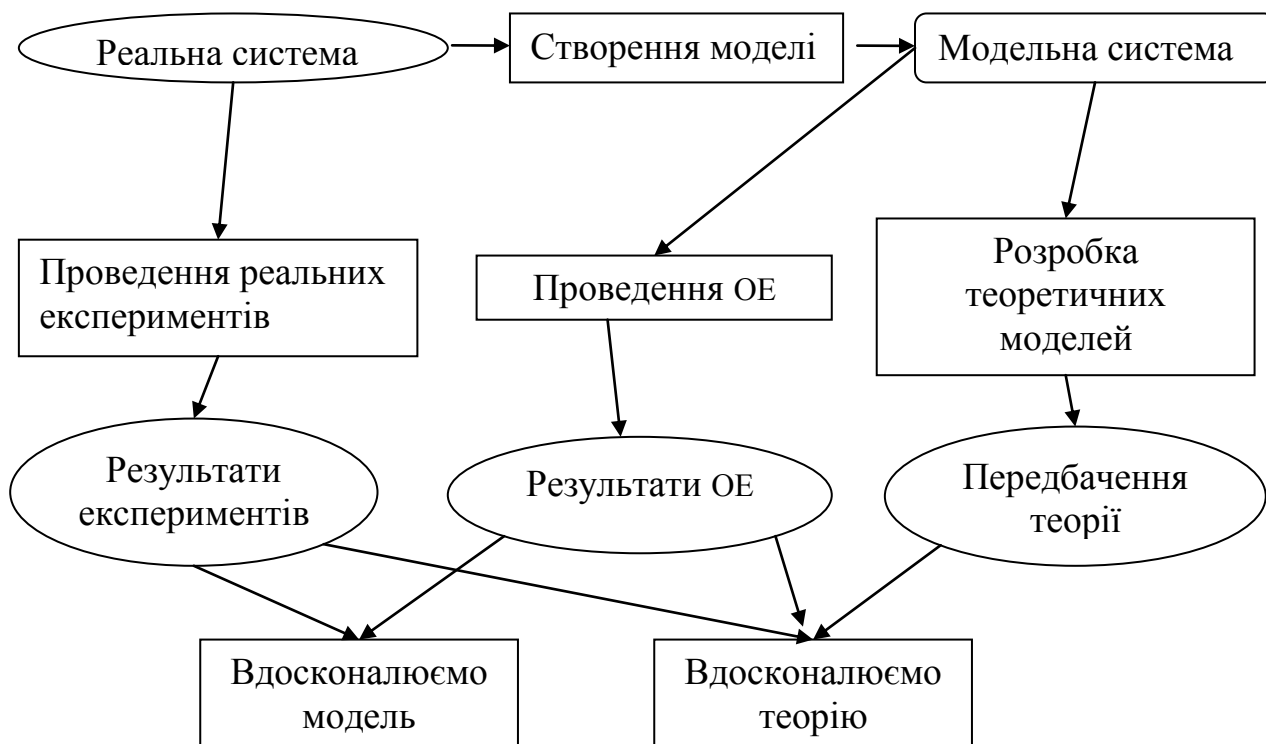 Реальна система
Створення моделі
Модельна система
Проведення реальних
експериментів
Проведення ОЕ
Розробка
теоретичних
моделей
Результати
експериментів
Результати ОЕ
Передбачення
теорії
Вдосконалюємо
модель
Вдосконалюємо
теорію